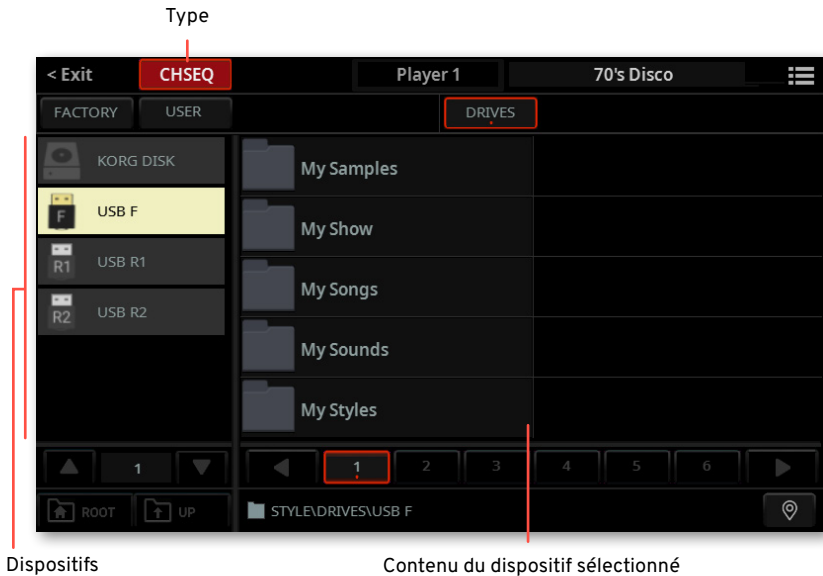 Type
< Exit CHSEQ Player 1 70's Disco
FACTORY USER DRIVES
KORG DISK
F USB F
R1 USB R1
R2 USB R2
My Samples
My Show
My Songs
My Sounds
My Styles
1 1 2 3 4 5 6
ROOT UP STYLE\DRIVES\USB F
Dispositifs Contenu du dispositif sélectionné